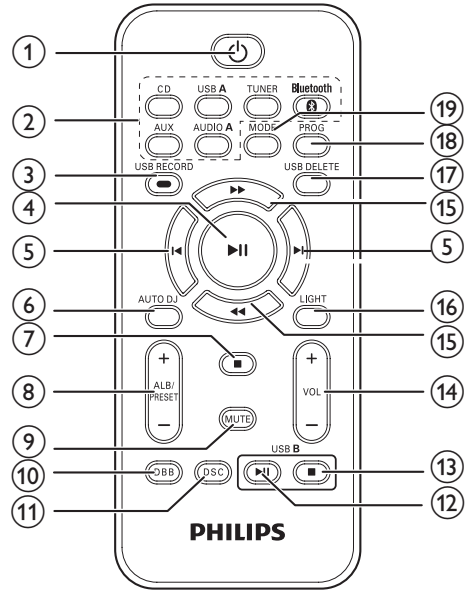 1
CD USB A TUNER Bluetooth
2
19
AUX AUDIO A MODE PROG
18
3 USB RECORD USB DELETE
17
4
15
5
5
6 AUTO DJ LIGHT 16
15
7
+ +
8 ALB/ VOL 14
PRESET
- -
9 MUTE
USB B
10 DBB DSC 13
11 12
PHILIPS